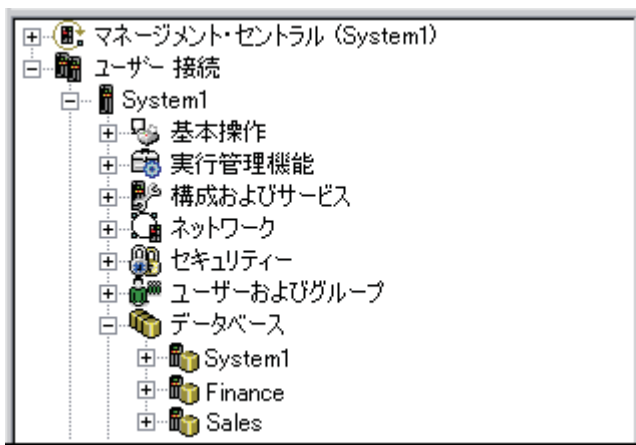 マネージメント・セントラル (System1)
ユーザー 接続
System1
基本操作
実行管理機能
構成およびサービス
ネットワーク
セキュリティー
ユーザーおよびグループ
データベース
System1
Finance
Sales